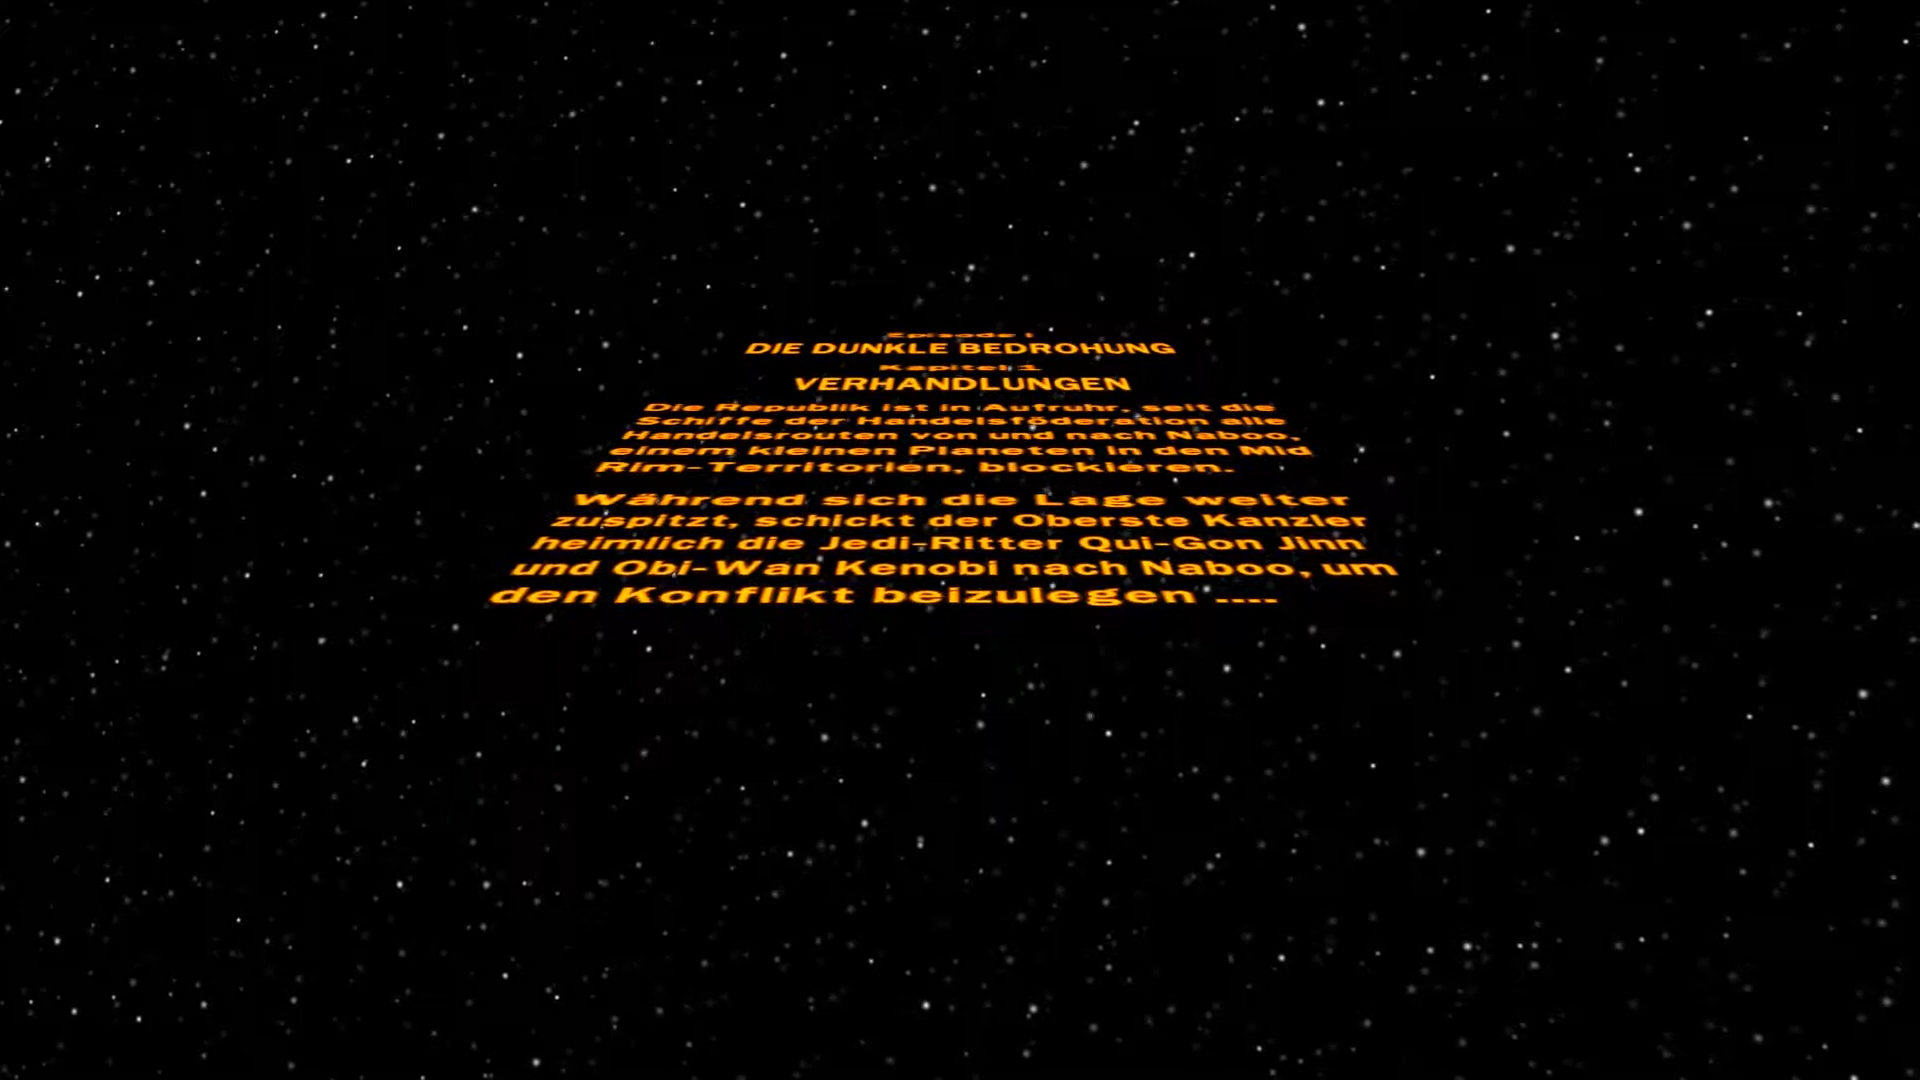 Episode I
DIE DUNKLE BEDROHUNG
Kapitel 1
VERHANDLUNGEN
Die Republik ist in Aufruhr, seit die
Schiffe der Handelsföderation alle
Handelsrouten von und nach Naboo,
einem kleinen Planeten in den Mid
Rim-Territorien, blockieren.
Während sich die Lage weiter
zuspitzt, schickt der Oberste Kanzler
heimlich die Jedi-Ritter Qui-Gon Jinn
und Obi-Wan Kenobi nach Naboo, um
den Konflikt beizulegen ....